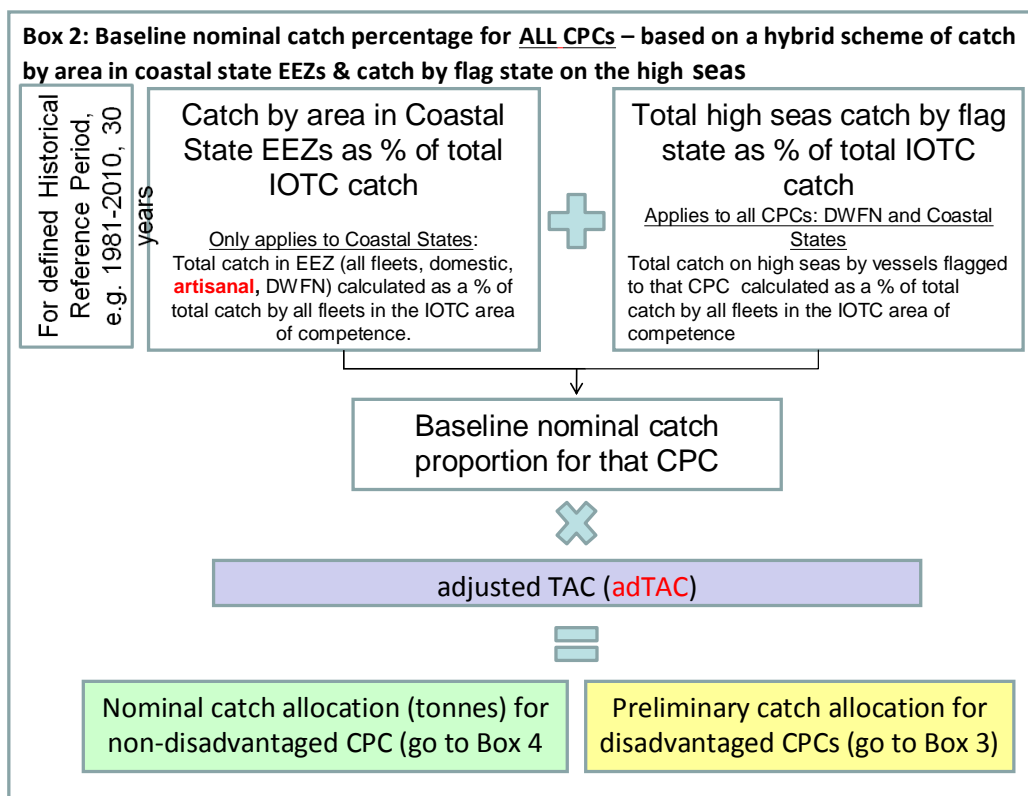 Box 2: Baseline nominal catch percentage for ALL CPCs – based on a hybrid scheme of catch
by area in coastal state EEZs & catch by flag state on the high seas
For defined Historical
Reference Period,
e.g. 1981-2010, 30
years
Catch by area in Coastal
State EEZs as % of total
IOTC catch
Only applies to Coastal States:
Total catch in EEZ (all fleets, domestic,
artisanal, DWFN) calculated as a % of
total catch by all fleets in the IOTC area
of competence.
Total high seas catch by flag
state as % of total IOTC
catch
Applies to all CPCs: DWFN and Coastal
States
Total catch on high seas by vessels flagged
to that CPC calculated as a % of total
catch by all fleets in the IOTC area of
competence
Baseline nominal catch
proportion for that CPC
adjusted TAC (adTAC)
Nominal catch allocation (tonnes) for
non-disadvantaged CPC (go to Box 4
Preliminary catch allocation for
disadvantaged CPCs (go to Box 3)